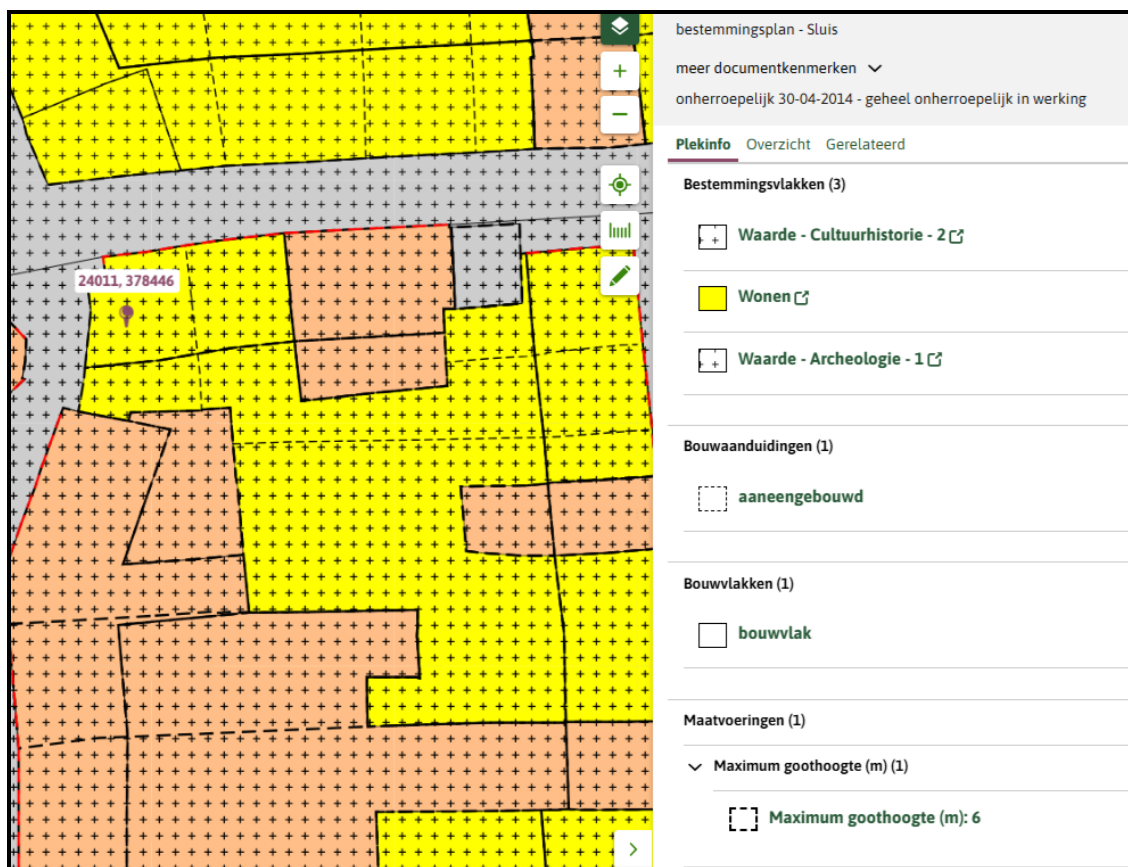 bestemmingsplan - Sluis
meer documentkenmerken
onherroepelijk 30-04-2014 - geheel onherroepelijk in werking
Plekinfo Overzicht Gerelateerd
Bestemmingsvlakken (3)
Waarde - Cultuurhistorie - 2
Wonen
Waarde - Archeologie - 1
Bouwaanduidingen (1)
aaneengebouwd
Bouwvlakken (1)
bouwvlak
Maatvoeringen (1)
Maximum goothoogte (m) (1)
Maximum goothoogte (m): 6
24011, 378446